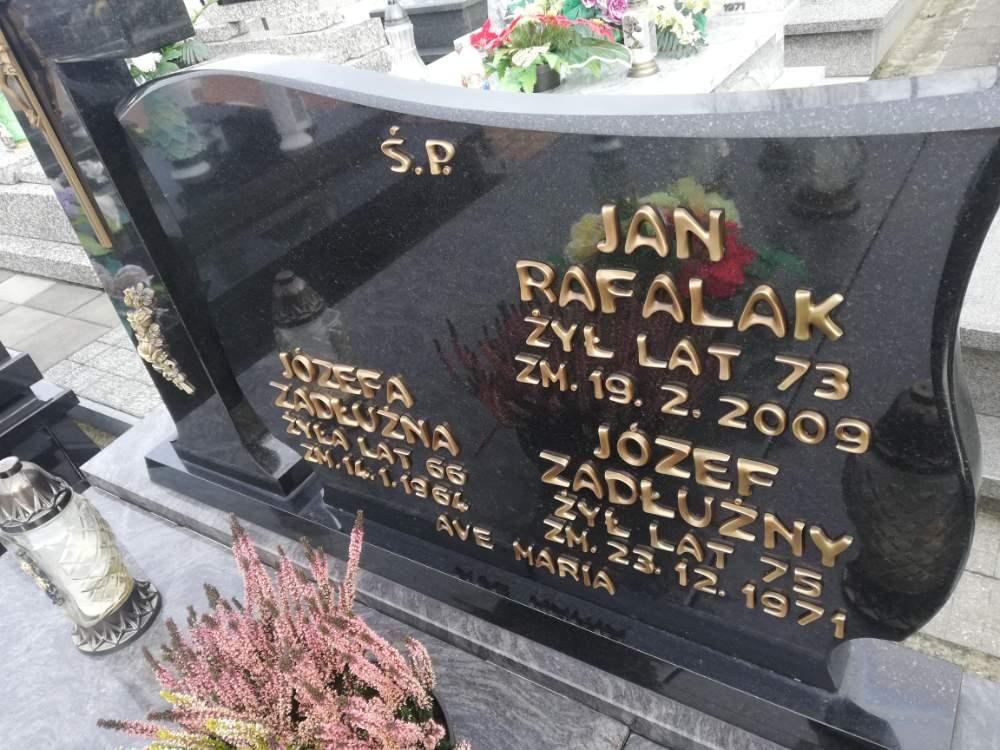 1971
Ś.P.
JAN
RAFALAK
ŻYŁ LAT 73
ZM. 19. 2. 2009
JÓZEFA
ZADŁUŻNA
ŻYŁA LAT 66
ZM. 14. 1. 1964
JÓZEF
ZADŁUŻNY
ŻYŁ LAT 75
ZM. 23. 12. 1971
AVE MARIA